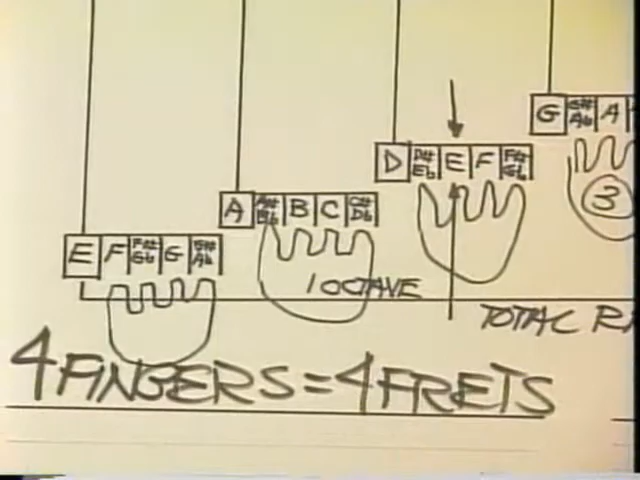 G G# Ab A
D D# Eb E F F# Gb
A A# Bb B C C# Db
E F F# Gb G G# Ab
3
1 OCTAVE
TOTAL
4 FINGERS = 4 FRETS